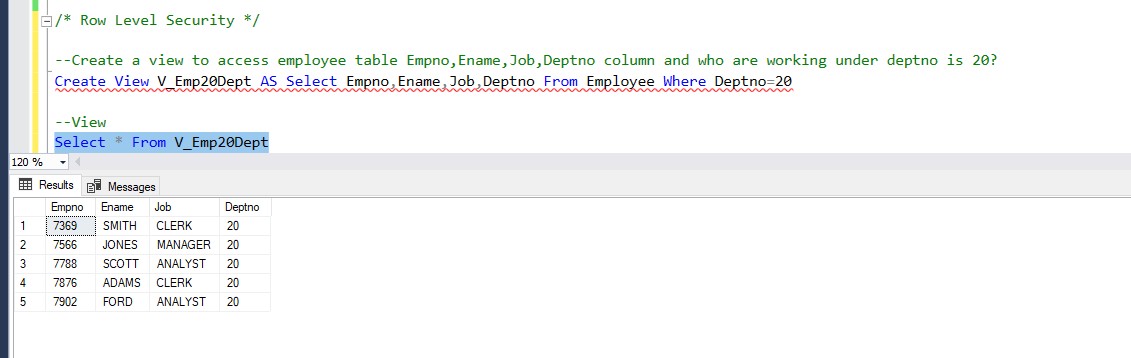 /* Row Level Security */
--Create a view to access employee table Empno,Ename,Job,Deptno column and who are working under deptno is 20?
Create View V_Emp20Dept AS Select Empno,Ename,Job,Deptno From Employee Where Deptno=20
--View
Select * From V_Emp20Dept
120 %
Results Messages
Empno Ename Job Deptno
1 7369 SMITH CLERK 20
2 7566 JONES MANAGER 20
3 7788 SCOTT ANALYST 20
4 7876 ADAMS CLERK 20
5 7902 FORD ANALYST 20